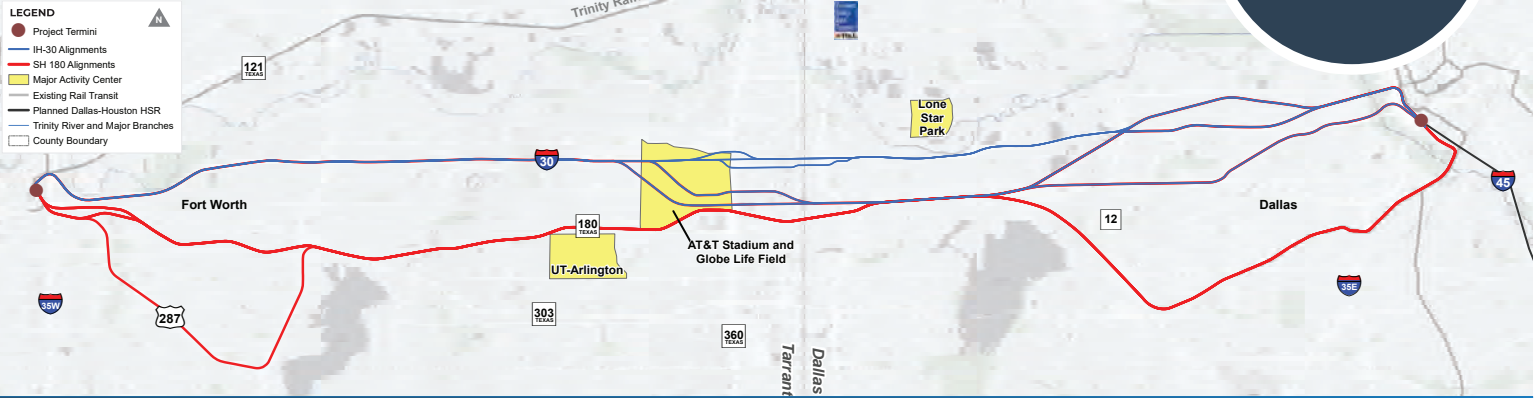 LEGEND
N
Project Termini
IH-30 Alignments
SH 180 Alignments
Major Activity Center
Existing Rail Transit
Planned Dallas-Houston HSR
Trinity River and Major Branches
County Boundary
Trinity
121
TEXAS
Lone
Star
Park
30
45
Fort Worth
180
TEXAS
12
Dallas
AT&T Stadium and
Globe Life Field
UT-Arlington
35W
287
303
TEXAS
360
TEXAS
35E
Tarrant
Dallas